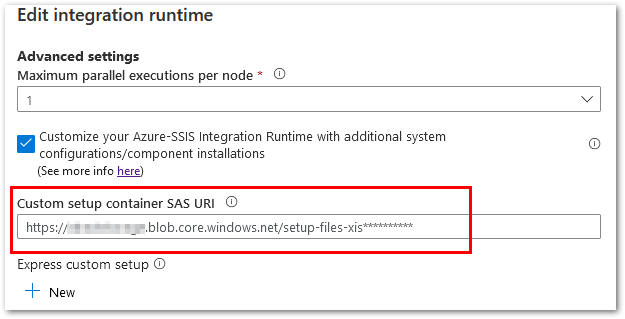 Edit integration runtime
Advanced settings
Maximum parallel executions per node *
1
Customize your Azure-SSIS Integration Runtime with additional system
configurations/component installations
(See more info here)
Custom setup container SAS URI
https://.blob.core.windows.net/setup-files-xis**********
Express custom setup
+ New